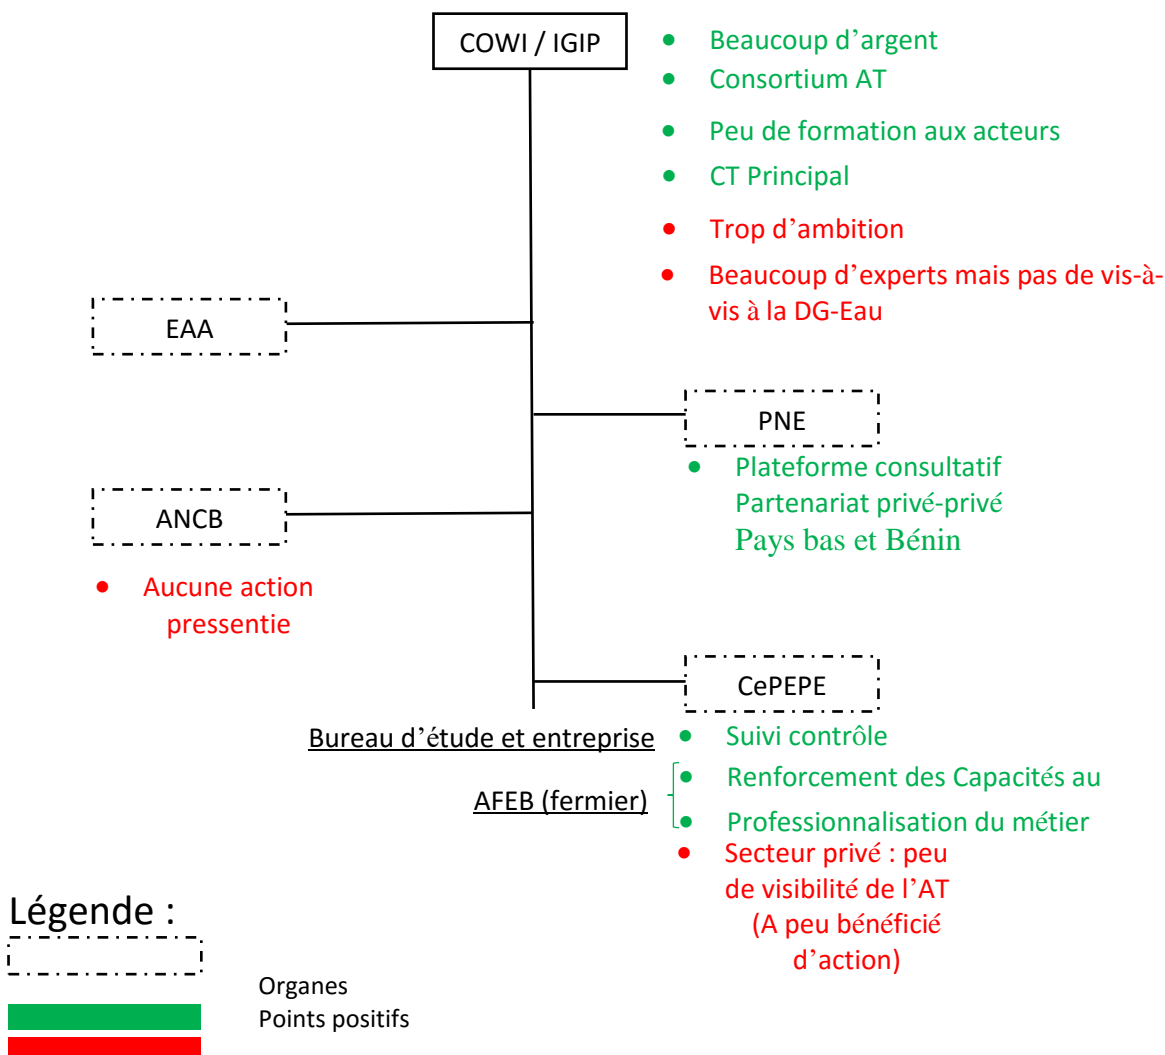 COWI / IGIP
Beaucoup d’argent
Consortium AT
Peu de formation aux acteurs
CT Principal
Trop d’ambition
Beaucoup d’experts mais pas de vis-à-
vis à la DG-Eau
EAA
PNE
Plateforme consultatif
Partenariat privé-privé
Pays bas et Bénin
ANCB
Aucune action
pressentie
CePEPE
Bureau d’étude et entreprise
Suivi contrôle
AFEB (fermier)
Renforcement des Capacités au
Professionnalisation du métier
Secteur privé : peu
de visibilité de l’AT
(A peu bénéficié
d’action)
Légende :
Organes
Points positifs